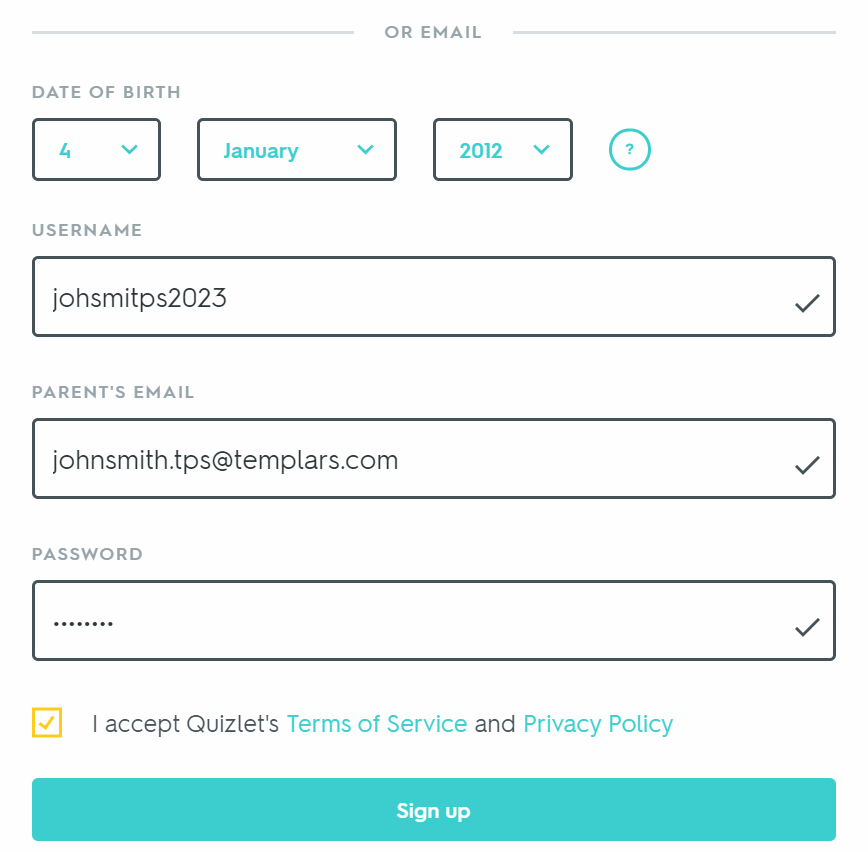 OR EMAIL
DATE OF BIRTH
4 January 2012 ?
USERNAME
johsmitps2023
PARENT'S EMAIL
johnsmith.tps@templars.com
PASSWORD
••••••••
I accept Quizlet's Terms of Service and Privacy Policy
Sign up